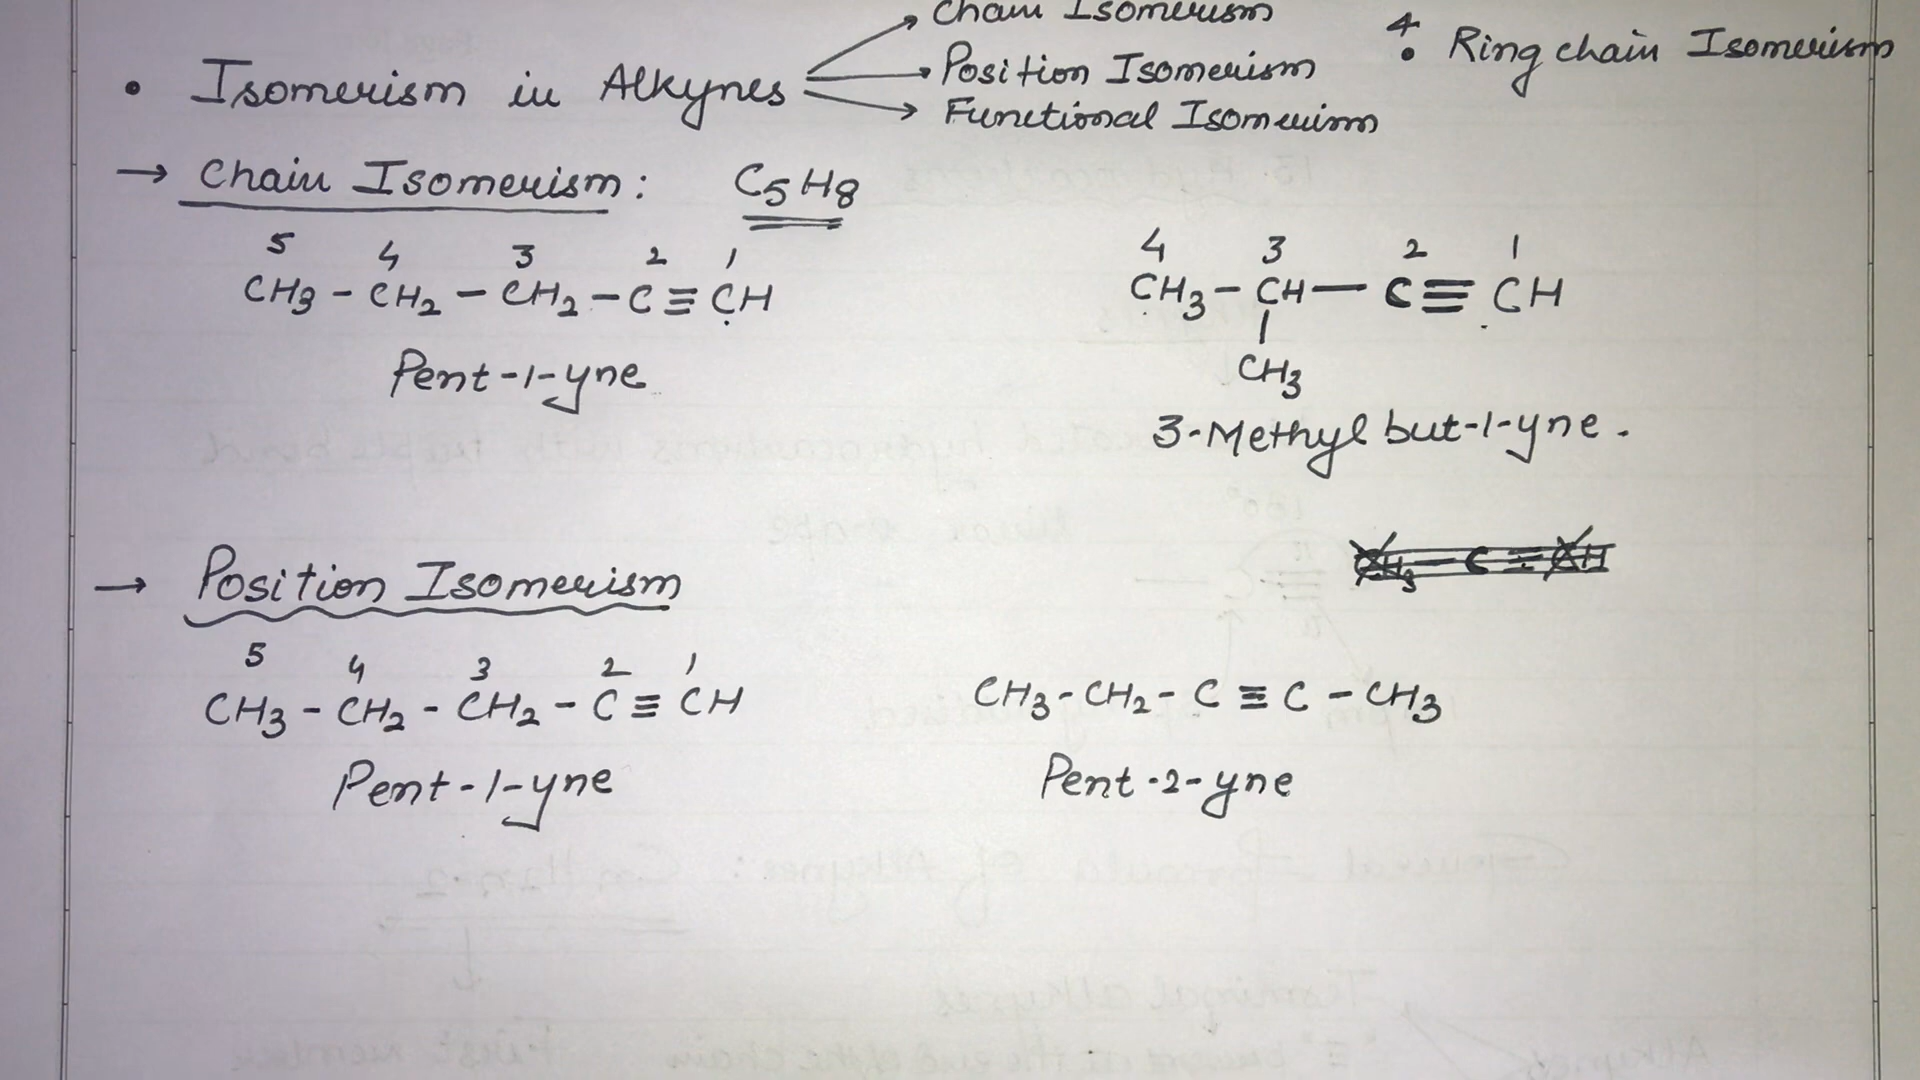 Chain Isomerism
• Isomerism in Alkynes
Position Isomerism
Functional Isomerism
4. Ring chain Isomerism
→ Chain Isomerism : C5H8
5 4 3 2 1
CH3 - CH2 - CH2 - C ≡ CH
Pent-1-yne
4 3 2 1
CH3 - CH - C ≡ CH
CH3
3-Methyl but-1-yne.
→ Position Isomerism
5 4 3 2 1
CH3 - CH2 - CH2 - C ≡ CH
Pent-1-yne
CH3 - CH2 - C ≡ C - CH3
Pent-2-yne